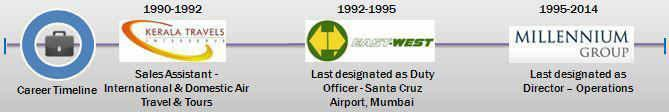 1990-1992
1992-1995
1995-2014
KERALA TRAVELS
INTERSERVE
EAST-WEST
MILLENNIUM
GROUP
Career Timeline
Sales Assistant -
International & Domestic Air
Travel & Tours
Last designated as Duty
Officer - Santa Cruz
Airport, Mumbai
Last designated as
Director – Operations